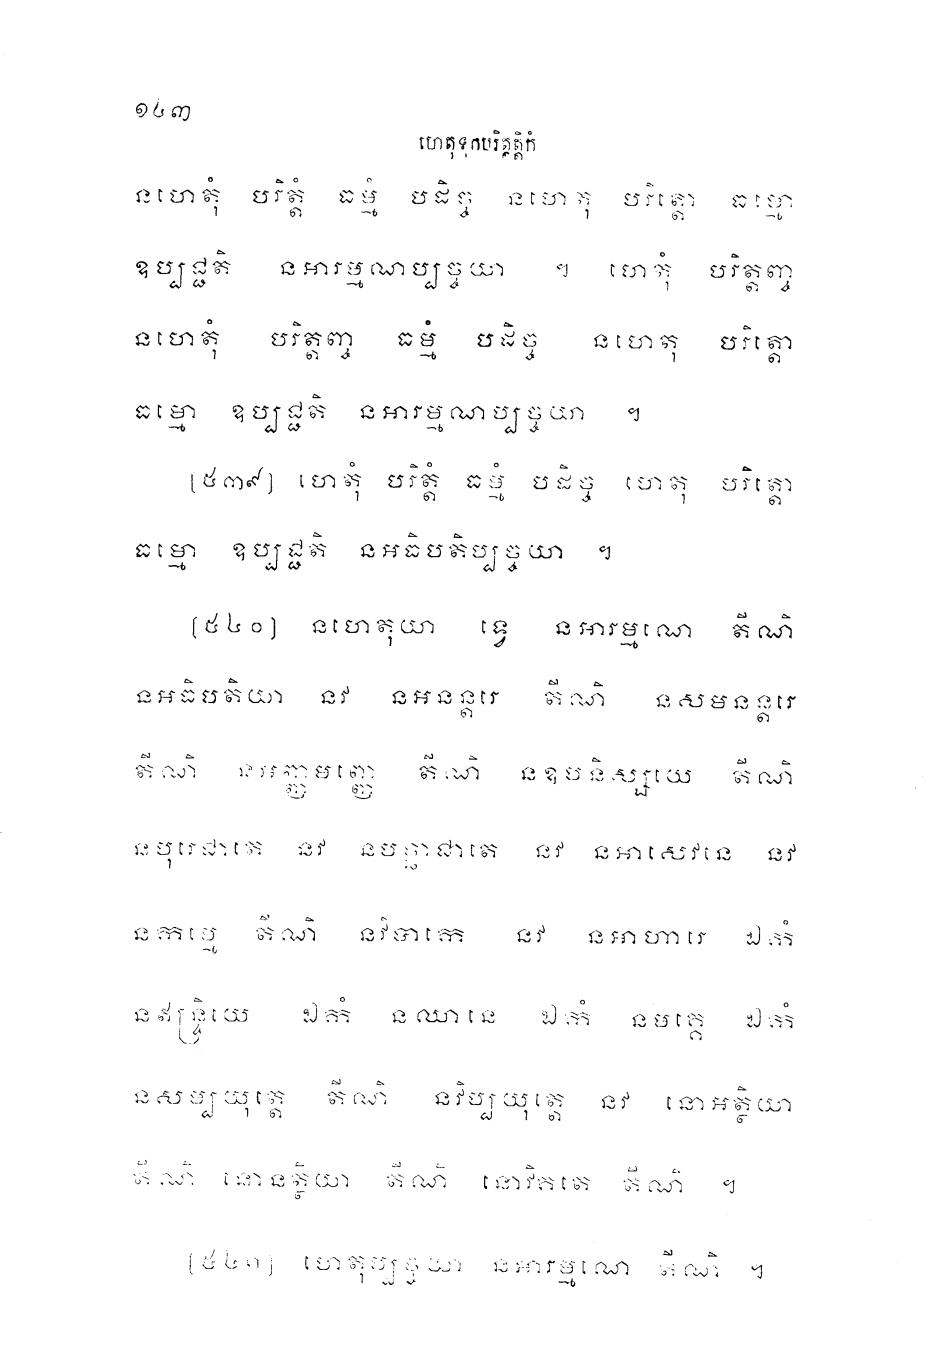 ១៤៣
ហេតុទុកបរិត្តត្តិកំ
នហេតុំ បរិត្តំ ធម្មំ បដិច្ច នហេតុ បរិត្តោ ធម្មោ
ឧប្បជ្ជតិ នអារម្មណប្បច្ចយា ។ ហេតុំ បរិត្តញ្ច
នហេតុំ បរិត្តញ្ច ធម្មំ បដិច្ច នហេតុ បរិត្តោ
ធម្មោ ឧប្បជ្ជតិ នអារម្មណប្បច្ចយា ។
[៥៣៩] ហេតុំ បរិត្តំ ធម្មំ បដិច្ច ហេតុ បរិត្តោ
ធម្មោ ឧប្បជ្ជតិ នអធិបតិប្បច្ចយា ។
[៥៤០] នហេតុយា ទ្វេ នអារម្មណេ តីណិ
នអធិបតិយា នវ នអនន្តរេ តីណិ នសមនន្តរេ
តីណិ នអញ្ញមញ្ញេ តីណិ នឧបនិស្សយេ តីណិ
នបុរេជាតេ នវ នបច្ឆាជាតេ នវ នអាសេវនេ នវ
នកម្មេ តីណិ នវិបាកេ នវ នអាហារេ ឯកំ
នឥន្ទ្រិយេ ឯកំ នឈានេ ឯកំ នមគ្គេ ឯកំ
នសម្បយុត្តេ តីណិ នវិប្បយុត្តេ នវ នោអត្ថិយា
តីណិ នោនត្ថិយា តីណិ នោវិគតេ តីណិ ។
[៥៤១] ហេតុប្បច្ចយា នអារម្មណេ តីណិ ។